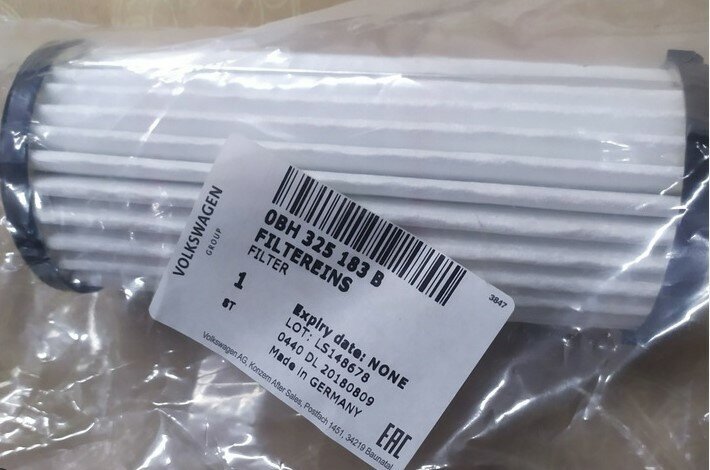 VOLKSWAGEN
GROUP
0BH 325 183 B
FILTEREINS
FILTER
1
BT
3847
Expiry date: NONE
LOT: LS148678
0440 DL 20180809
Made in GERMANY
Volkswagen AG, Konzern After Sales, Postfach 1451, 34219 Baunatal
EAC